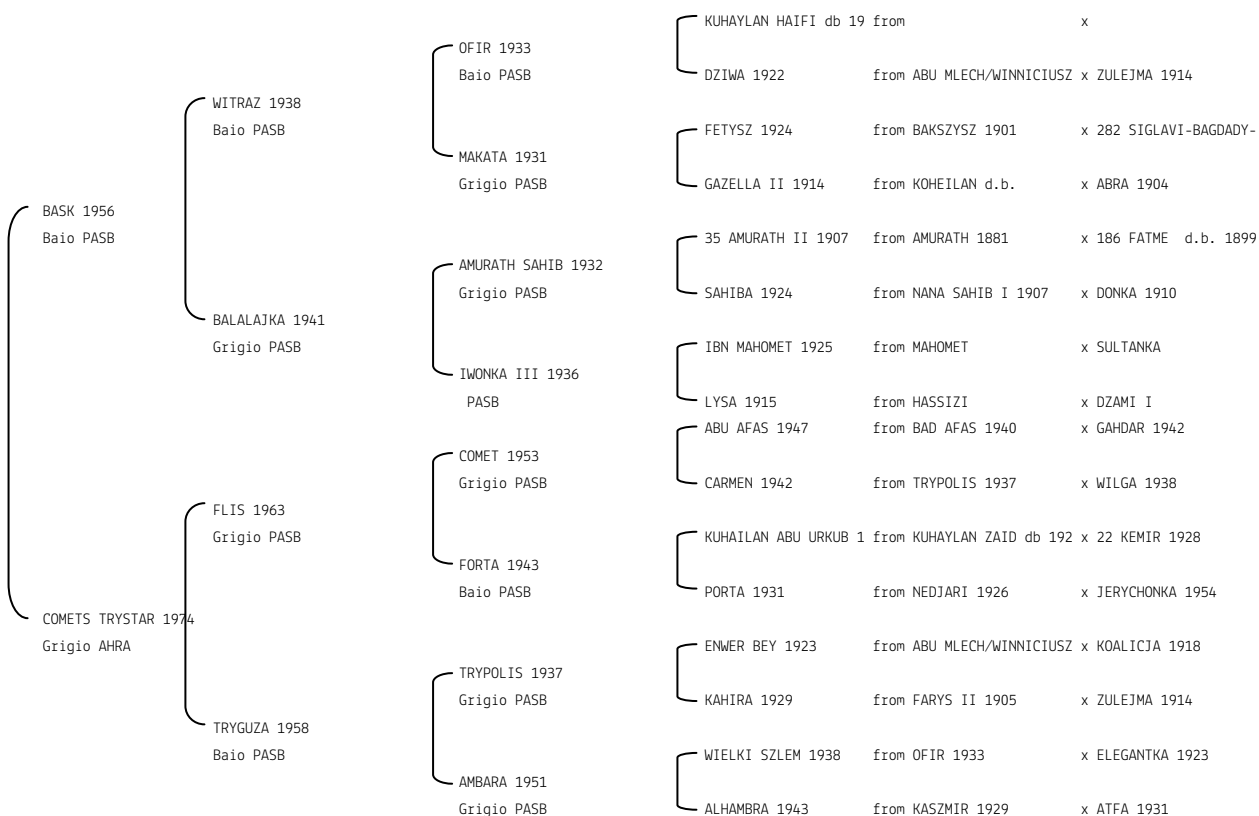 KUHAYLAN HAIFI db 19 from x
OFIR 1933
Baio PASB
DZIWA 1922 from ABU MLECH/WINNICIUSZ x ZULEJMA 1914
WITRAZ 1938
Baio PASB
FETYSZ 1924 from BAKSZYSZ 1901 x 282 SIGLAVI-BAGDADY-
MAKATA 1931
Grigio PASB
GAZELLA II 1914 from KOHEILAN d.b. x ABRA 1904
BASK 1956
Baio PASB
35 AMURATH II 1907 from AMURATH 1881 x 186 FATME d.b. 1899
AMURATH SAHIB 1932
Grigio PASB
SAHIBA 1924 from NANA SAHIB I 1907 x DONKA 1910
BALALAJKA 1941
Grigio PASB
IBN MAHOMET 1925 from MAHOMET x SULTANKA
IWONKA III 1936
PASB
LYSA 1915 from HASSIZI x DZAMI I
ABU AFAS 1947 from BAD AFAS 1940 x GAHDAR 1942
COMET 1953
Grigio PASB
CARMEN 1942 from TRYPOLIS 1937 x WILGA 1938
FLIS 1963
Grigio PASB
KUHAILAN ABU URKUB 1 from KUHAYLAN ZAID db 192 x 22 KEMIR 1928
FORTA 1943
Baio PASB
PORTA 1931 from NEDJARI 1926 x JERYCHONKA 1954
COMETS TRYSTAR 1974
Grigio AHRA
ENWER BEY 1923 from ABU MLECH/WINNICIUSZ x KOALICJA 1918
TRYPOLIS 1937
Grigio PASB
KAHIRA 1929 from FARYS II 1905 x ZULEJMA 1914
TRYGUZA 1958
Baio PASB
WIELKI SZLEM 1938 from OFIR 1933 x ELEGANTKA 1923
AMBARA 1951
Grigio PASB
ALHAMBRA 1943 from KASZMIR 1929 x ATFA 1931